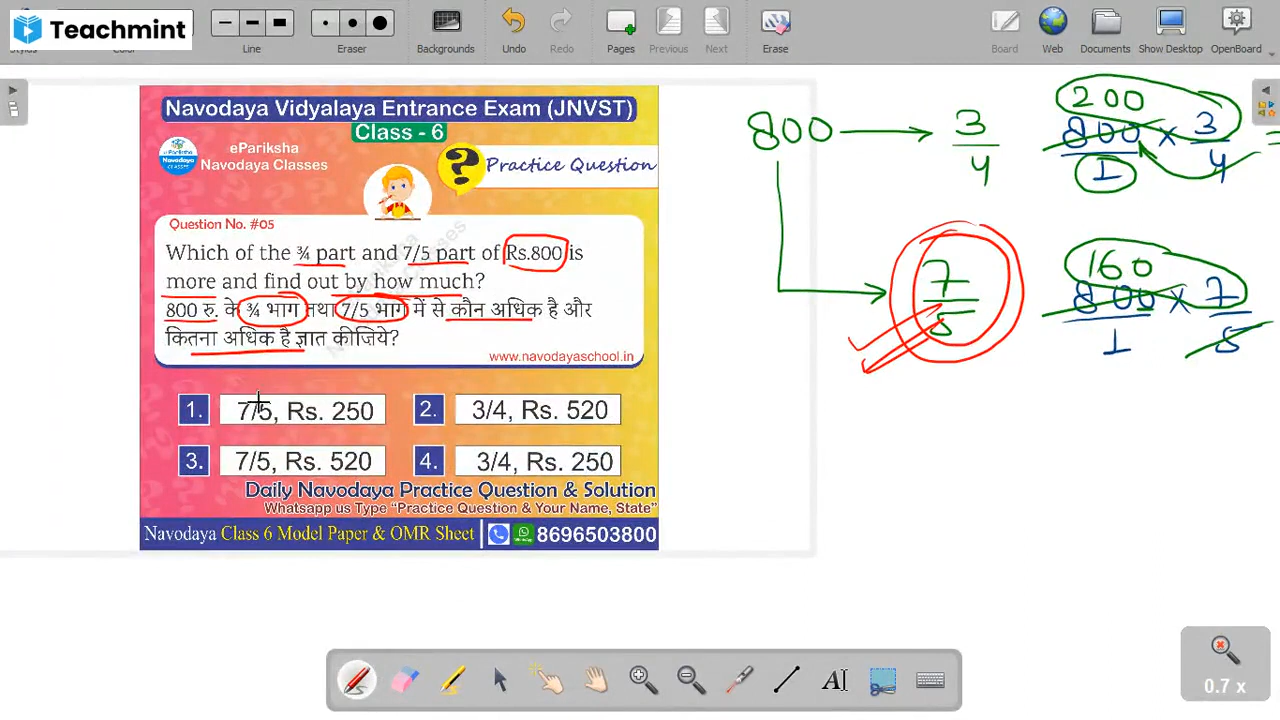 Teachmint
Line
Eraser
Backgrounds
Undo
Redo
Pages
Previous
Next
Erase
Board
Web
Documents
Show Desktop
OpenBoard
Navodaya Vidyalaya Entrance Exam (JNVST)
Class - 6
ePariksha
Navodaya Classes
Practice Question
Question No. #05
Which of the ¾ part and 7/5 part of Rs.800 is
more and find out by how much?
800 रु. के ¾ भाग तथा 7/5 भाग में से कौन अधिक है और
कितना अधिक है ज्ञात कीजिये?
www.navodayaschool.in
1. 7/5, Rs. 250
2. 3/4, Rs. 520
3. 7/5, Rs. 520
4. 3/4, Rs. 250
Daily Navodaya Practice Question & Solution
Whatsapp us Type "Practice Question & Your Name, State"
Navodaya Class 6 Model Paper & OMR Sheet
8696503800
800 → 3/4
200
800/1 × 3/4 =
7/5
160
800/1 × 7/5
0.7 x